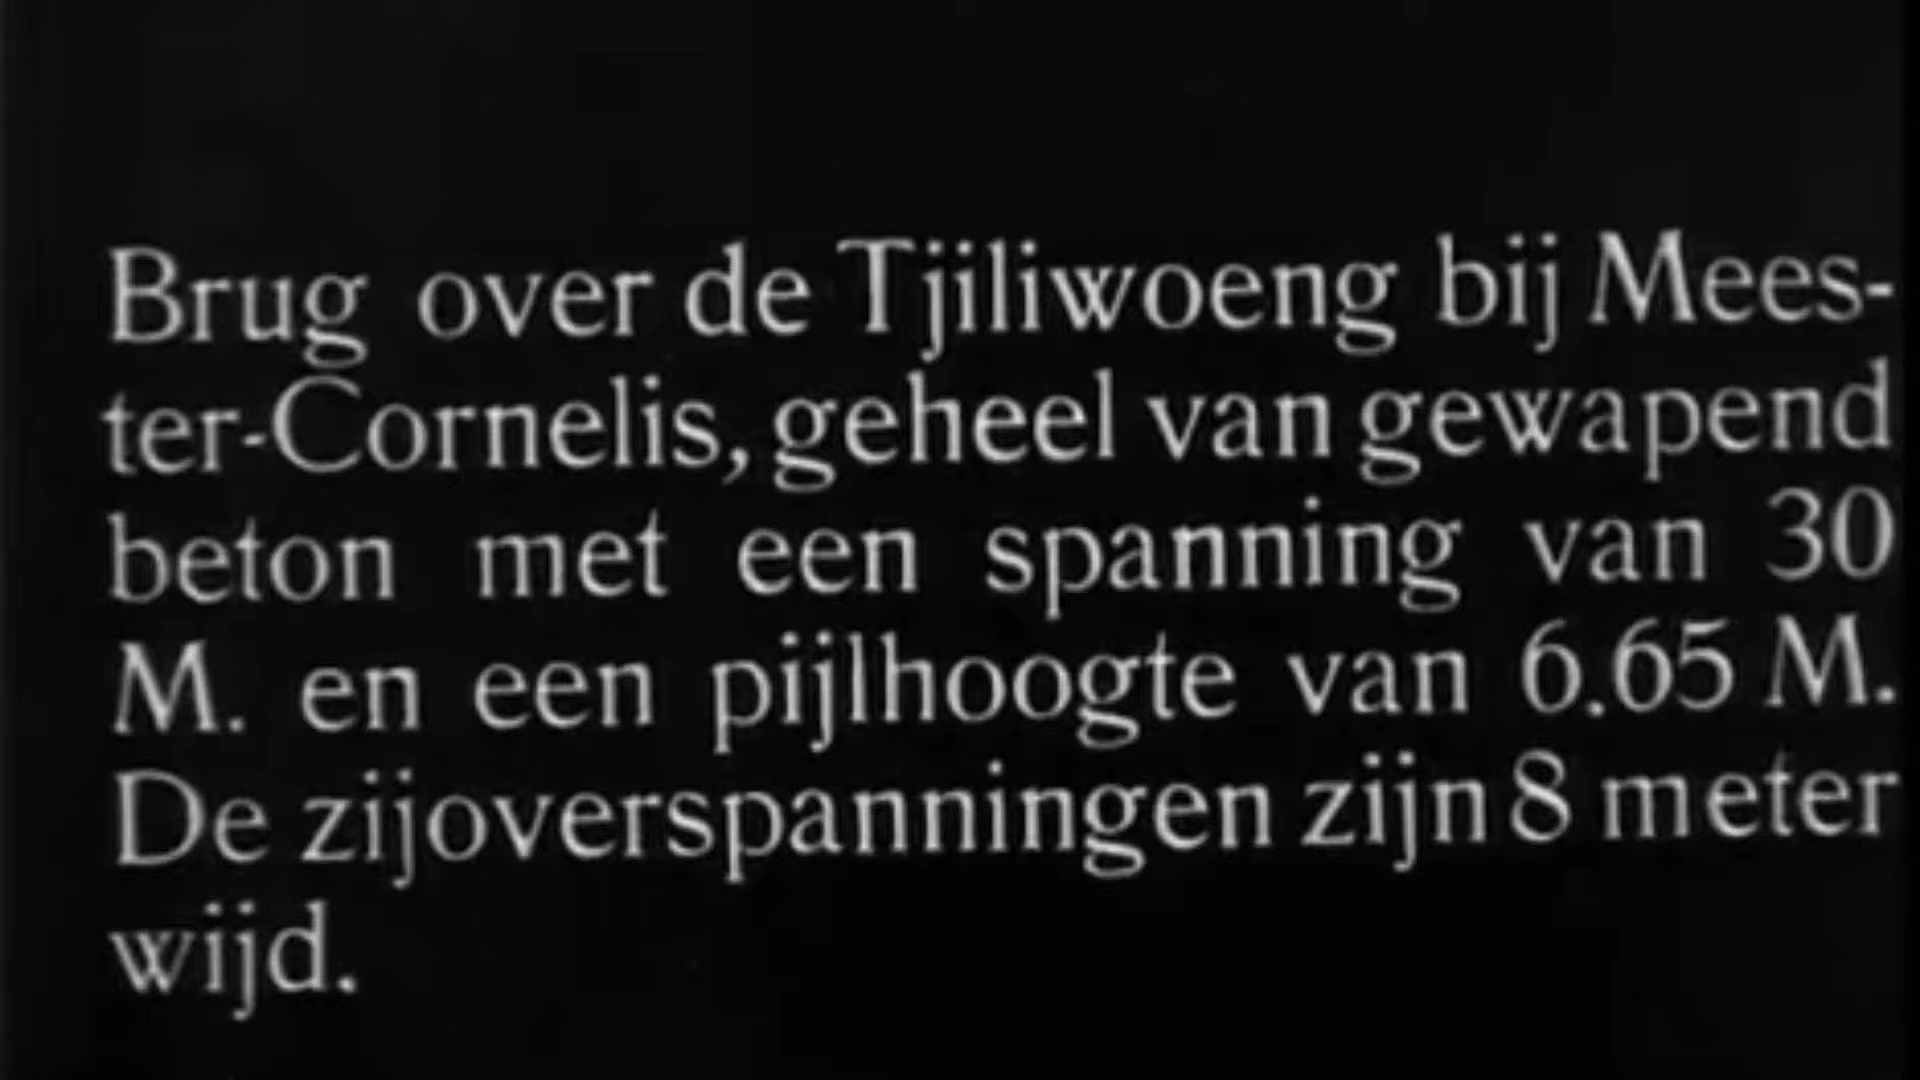 Brug over de Tjiliwoeng bij Mees-
ter-Cornelis, geheel van gewapend
beton met een spanning van 30
M. en een pijlhoogte van 6.65 M.
De zijoverspanningen zijn 8 meter
wijd.